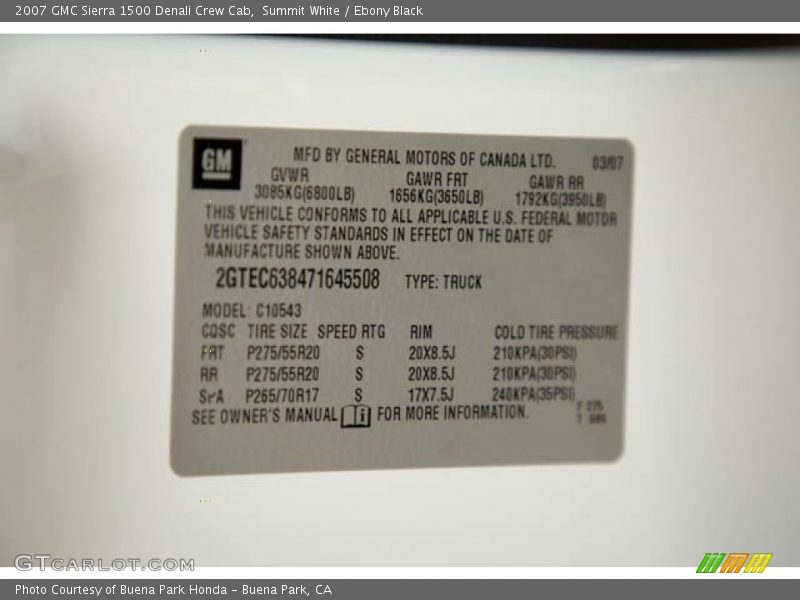 2007 GMC Sierra 1500 Denali Crew Cab, Summit White / Ebony Black
GM
MFD BY GENERAL MOTORS OF CANADA LTD. 03/07
GVWR GAWR FRT GAWR RR
3085KG(6800LB) 1656KG(3650LB) 1792KG(3950LB)
THIS VEHICLE CONFORMS TO ALL APPLICABLE U.S. FEDERAL MOTOR
VEHICLE SAFETY STANDARDS IN EFFECT ON THE DATE OF
MANUFACTURE SHOWN ABOVE.
2GTEC638471645508 TYPE: TRUCK
MODEL: C10543
CQSC TIRE SIZE SPEED RTG RIM COLD TIRE PRESSURE
FRT P275/55R20 S 20X8.5J 210KPA(30PSI)
RR P275/55R20 S 20X8.5J 210KPA(30PSI)
SPA P265/70R17 S 17X7.5J 240KPA(35PSI)
SEE OWNER'S MANUAL i FOR MORE INFORMATION.
F 275
T 686
GTCARLOT.COM
Photo Courtesy of Buena Park Honda - Buena Park, CA